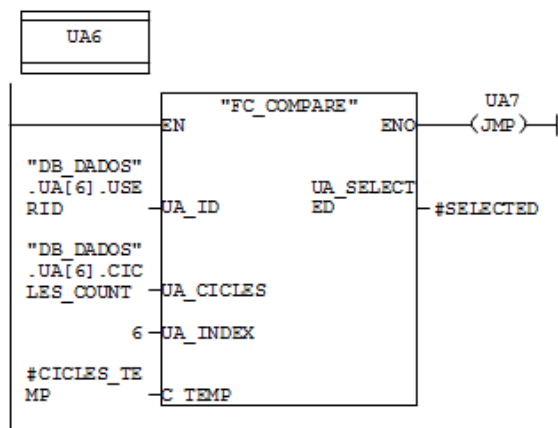 UA6
"FC_COMPARE"
UA7
EN
ENO
(JMP)
"DB_DADOS"
.UA[6].USE
RID
UA_ID
UA_SELECT
ED
#SELECTED
"DB_DADOS"
.UA[6].CIC
LES_COUNT
UA_CICLES
6
UA_INDEX
#CICLES_TE
MP
C_TEMP